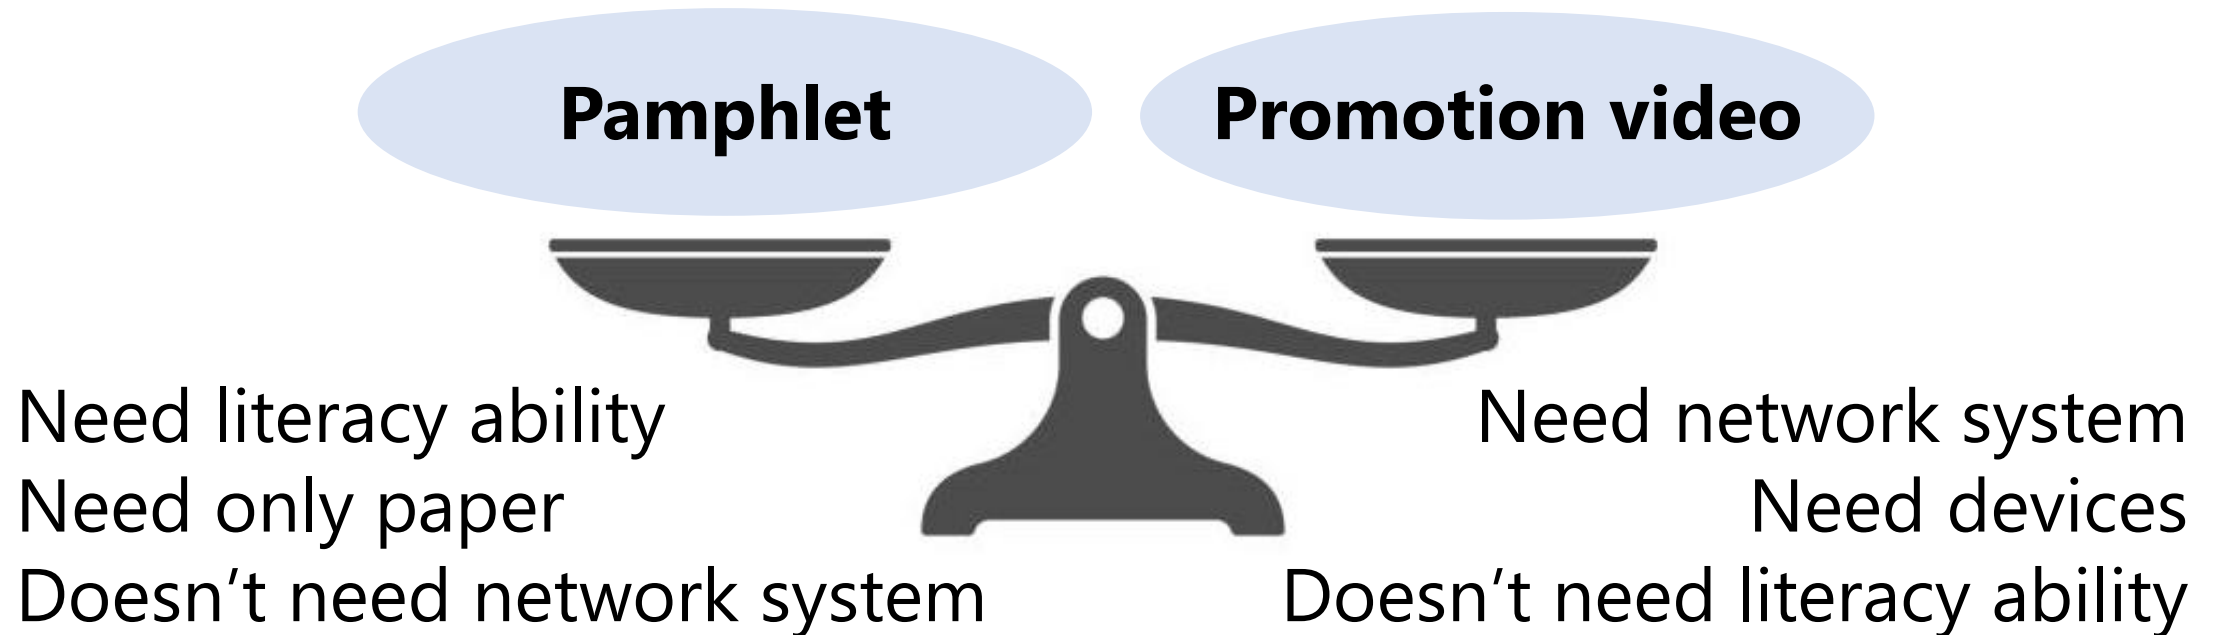 Pamphlet
Promotion video
Need literacy ability
Need only paper
Doesn’t need network system
Need network system
Need devices
Doesn’t need literacy ability